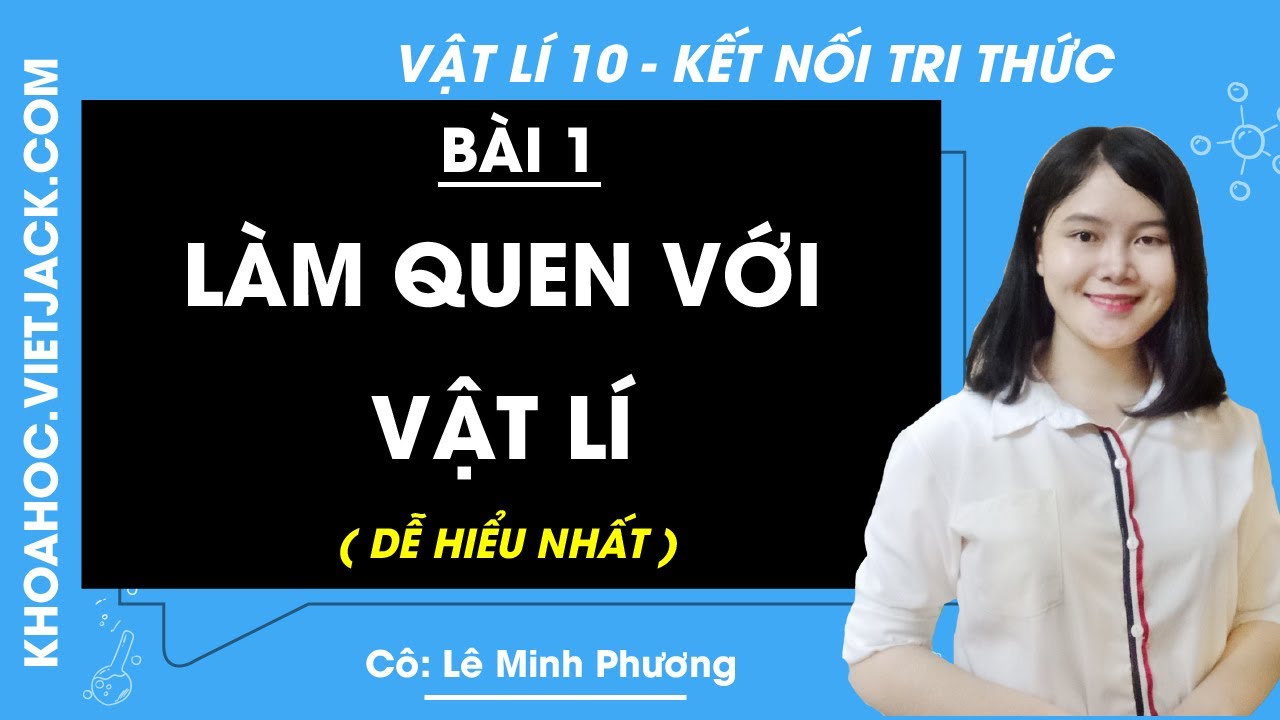 VẬT LÍ 10 - KẾT NỐI TRI THỨC
KHOAHOC.VIETJACK.COM
BÀI 1
LÀM QUEN VỚI
VẬT LÍ
( DỄ HIỂU NHẤT )
Cô: Lê Minh Phương